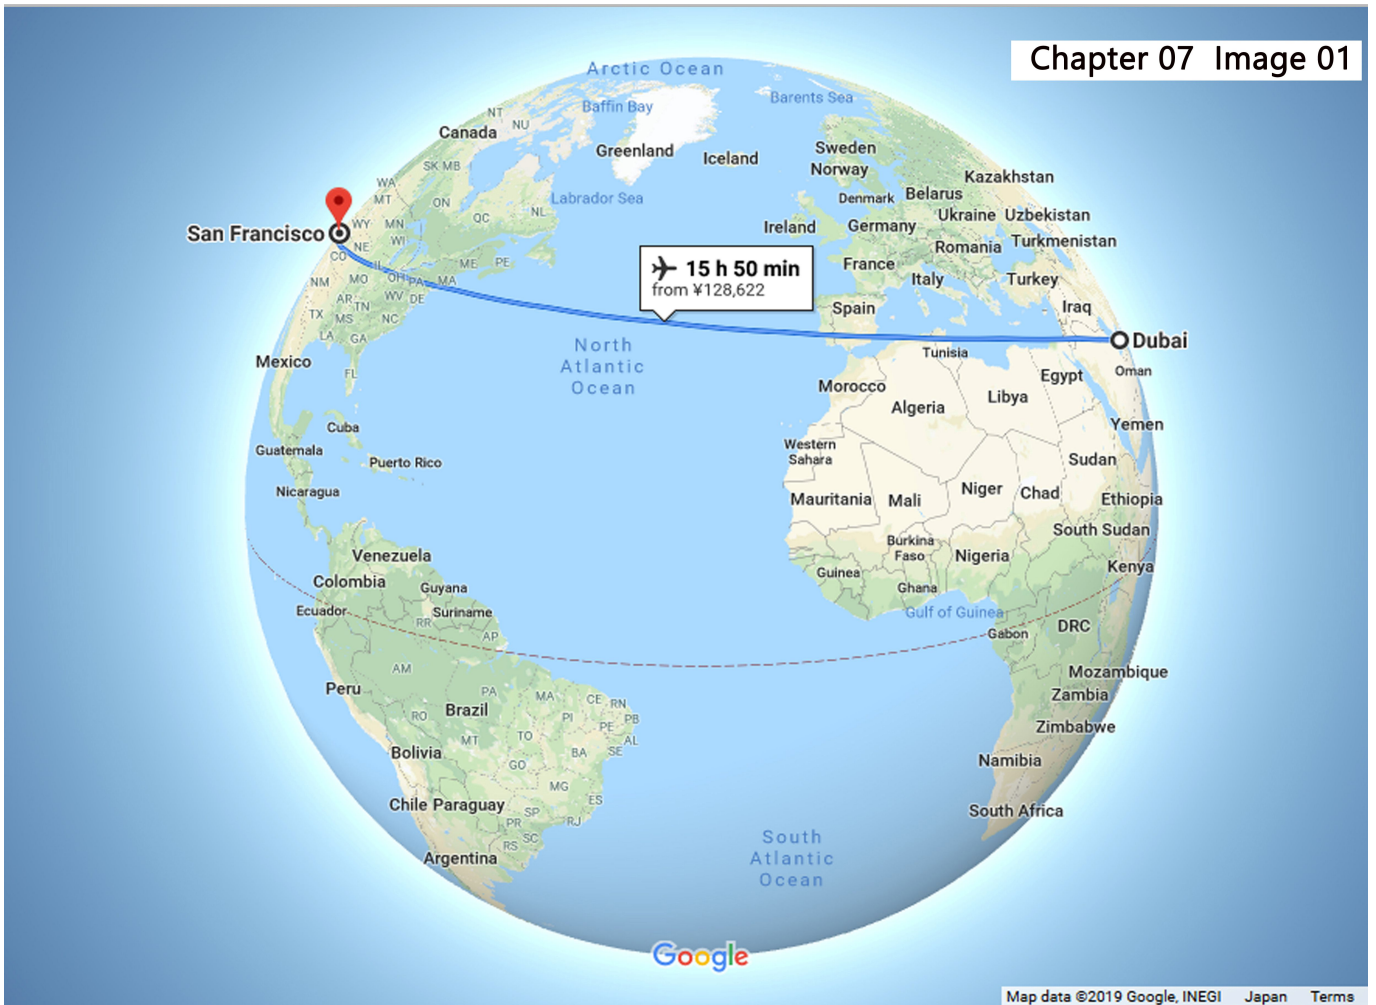 Chapter 07 Image 01
Arctic Ocean
Barents Sea
Baffin Bay
NT
NU
Canada
Greenland
Iceland
Sweden
Norway
Kazakhstan
SK MB
WA
MT
ON
QC
NL
Labrador Sea
Denmark
Belarus
Ukraine
Uzbekistan
San Francisco
WY
MN
WI
NE
CO
IL
Ireland
Germany
Romania
Turkmenistan
ME
PE
15 h 50 min
from ¥128,622
France
Italy
Turkey
NM
MO
OH
PA
MA
WV
DE
AR
TN
TX
MS
NC
LA
GA
Spain
Iraq
Dubai
Tunisia
North
Atlantic
Ocean
Mexico
FL
Morocco
Algeria
Libya
Egypt
Oman
Yemen
Cuba
Guatemala
Puerto Rico
Nicaragua
Western
Sahara
Sudan
Mauritania
Mali
Niger
Chad
Ethiopia
South Sudan
Venezuela
Colombia
Guyana
Suriname
Ecuador
RR
AP
Burkina
Faso
Nigeria
Guinea
Ghana
Kenya
Gulf of Guinea
Gabon
DRC
AM
PA
MA
CE
RN
PB
PE
PI
AL
SE
Peru
RO
Brazil
MT
TO
BA
GO
Bolivia
MG
ES
Mozambique
Zambia
Zimbabwe
Namibia
South Africa
Chile Paraguay
SP
PR
RJ
SC
RS
Argentina
South
Atlantic
Ocean
Google
Map data ©2019 Google, INEGI Japan Terms